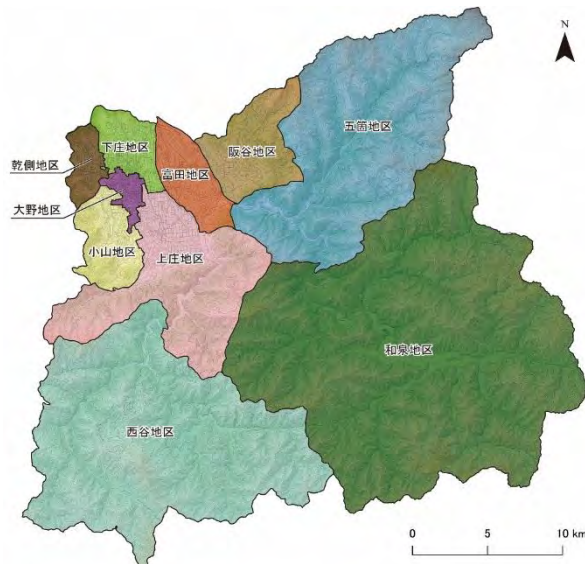 N
五箇地区
阪谷地区
下庄地区
富田地区
乾側地区
大野地区
小山地区
上庄地区
和泉地区
西谷地区
0 5 10 km